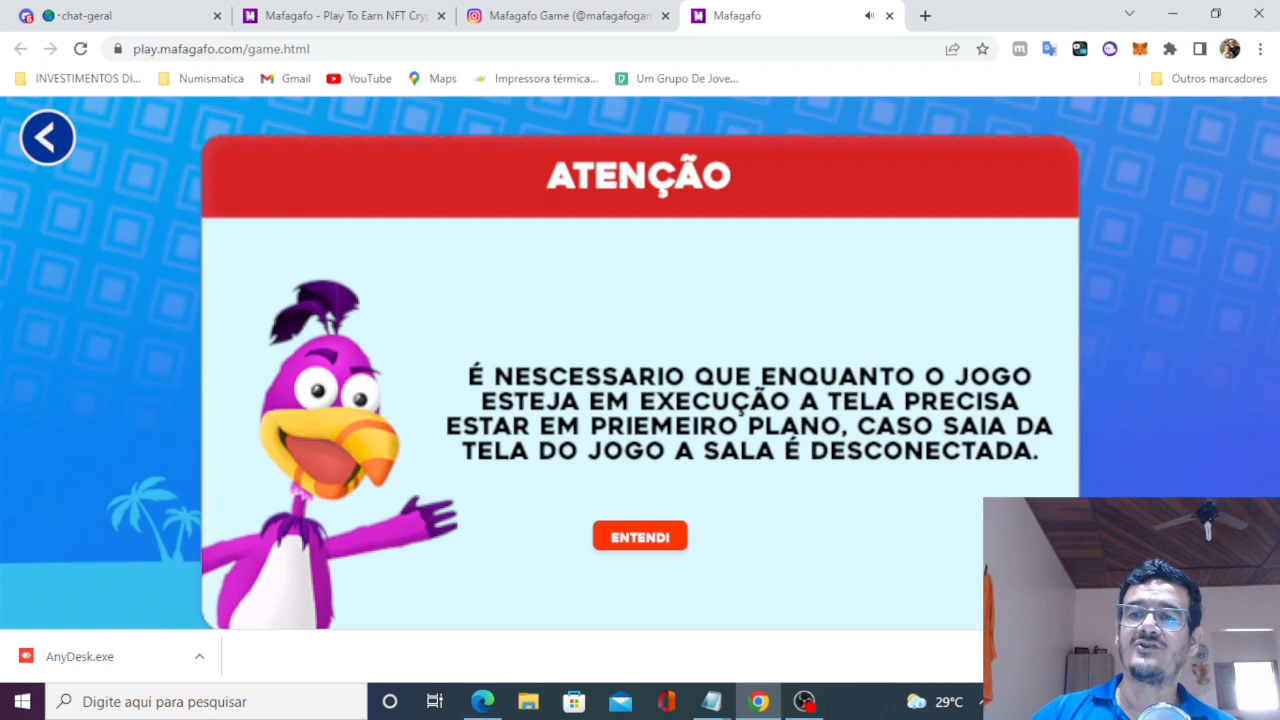 chat-geral
Mafagafo - Play To Earn NFT Cryp
Mafagafo Game (@mafagafogam
Mafagafo
play.mafagafo.com/game.html
INVESTIMENTOS DI...
Numismatica
Gmail
YouTube
Maps
Impressora térmica...
Um Grupo De Jove...
Outros marcadores
ATENÇÃO
É NESCESSARIO QUE ENQUANTO O JOGO
ESTEJA EM EXECUÇÃO A TELA PRECISA
ESTAR EM PRIEMEIRO PLANO, CASO SAIA DA
TELA DO JOGO A SALA É DESCONECTADA.
ENTENDI
AnyDesk.exe
Digite aqui para pesquisar
29°C